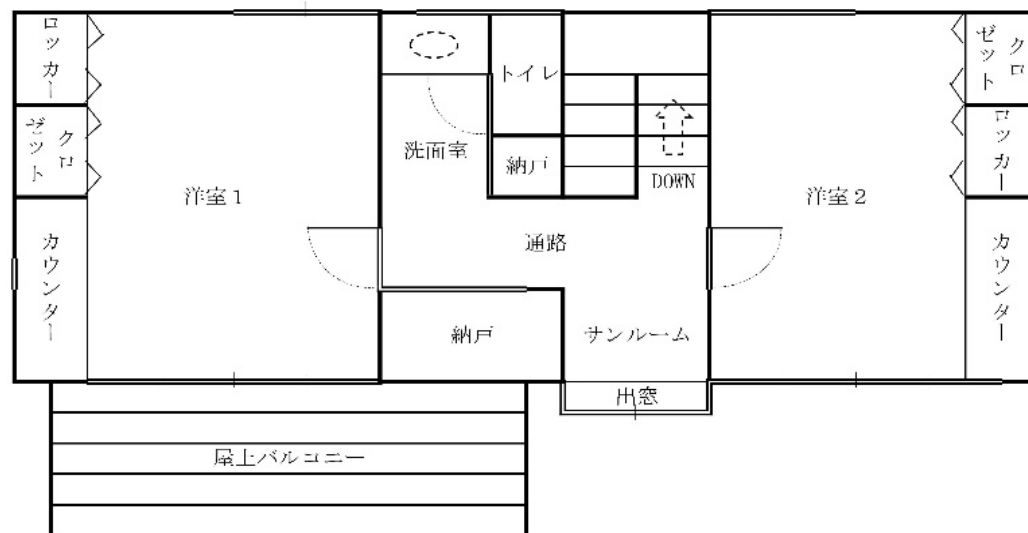 ロッカー
クロゼット
カウンター
洋室１
洗面室
トイレ
納戸
DOWN
通路
納戸
サンルーム
出窓
洋室２
クロゼット
ロッカー
カウンター
屋上バルコニー